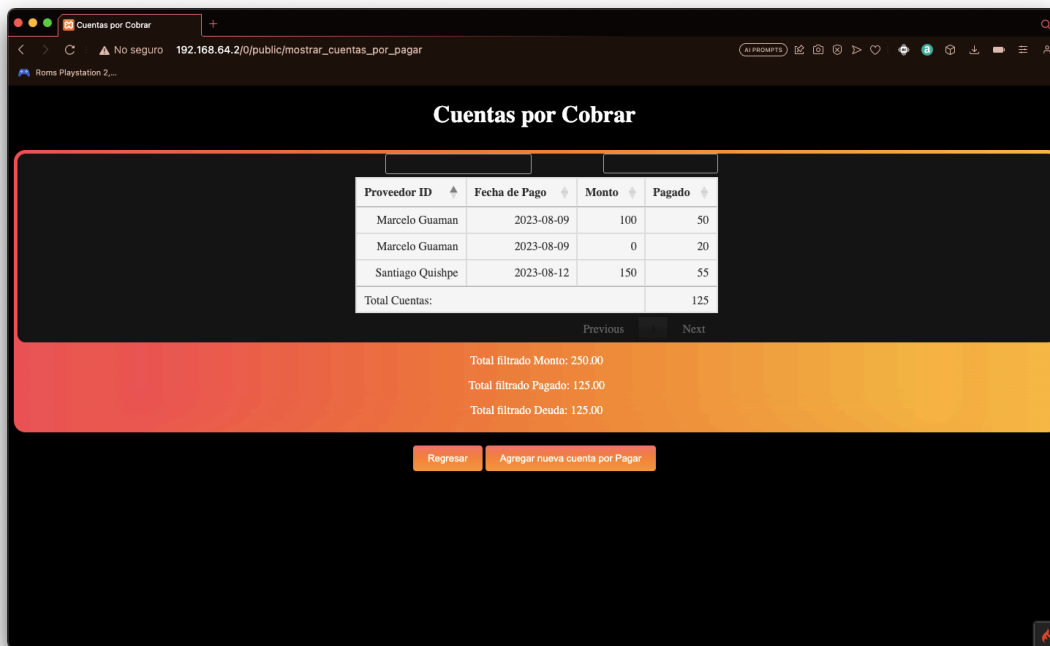 Cuentas por Cobrar
No seguro 192.168.64.2/0/public/mostrar_cuentas_por_pagar
AI PROMPTS
Roms Playstation 2,...
Cuentas por Cobrar
Proveedor ID Fecha de Pago Monto Pagado
Marcelo Guaman 2023-08-09 100 50
Marcelo Guaman 2023-08-09 0 20
Santiago Quishpe 2023-08-12 150 55
Total Cuentas: 125
Previous Next
Total filtrado Monto: 250.00
Total filtrado Pagado: 125.00
Total filtrado Deuda: 125.00
Regresar Agregar nueva cuenta por Pagar